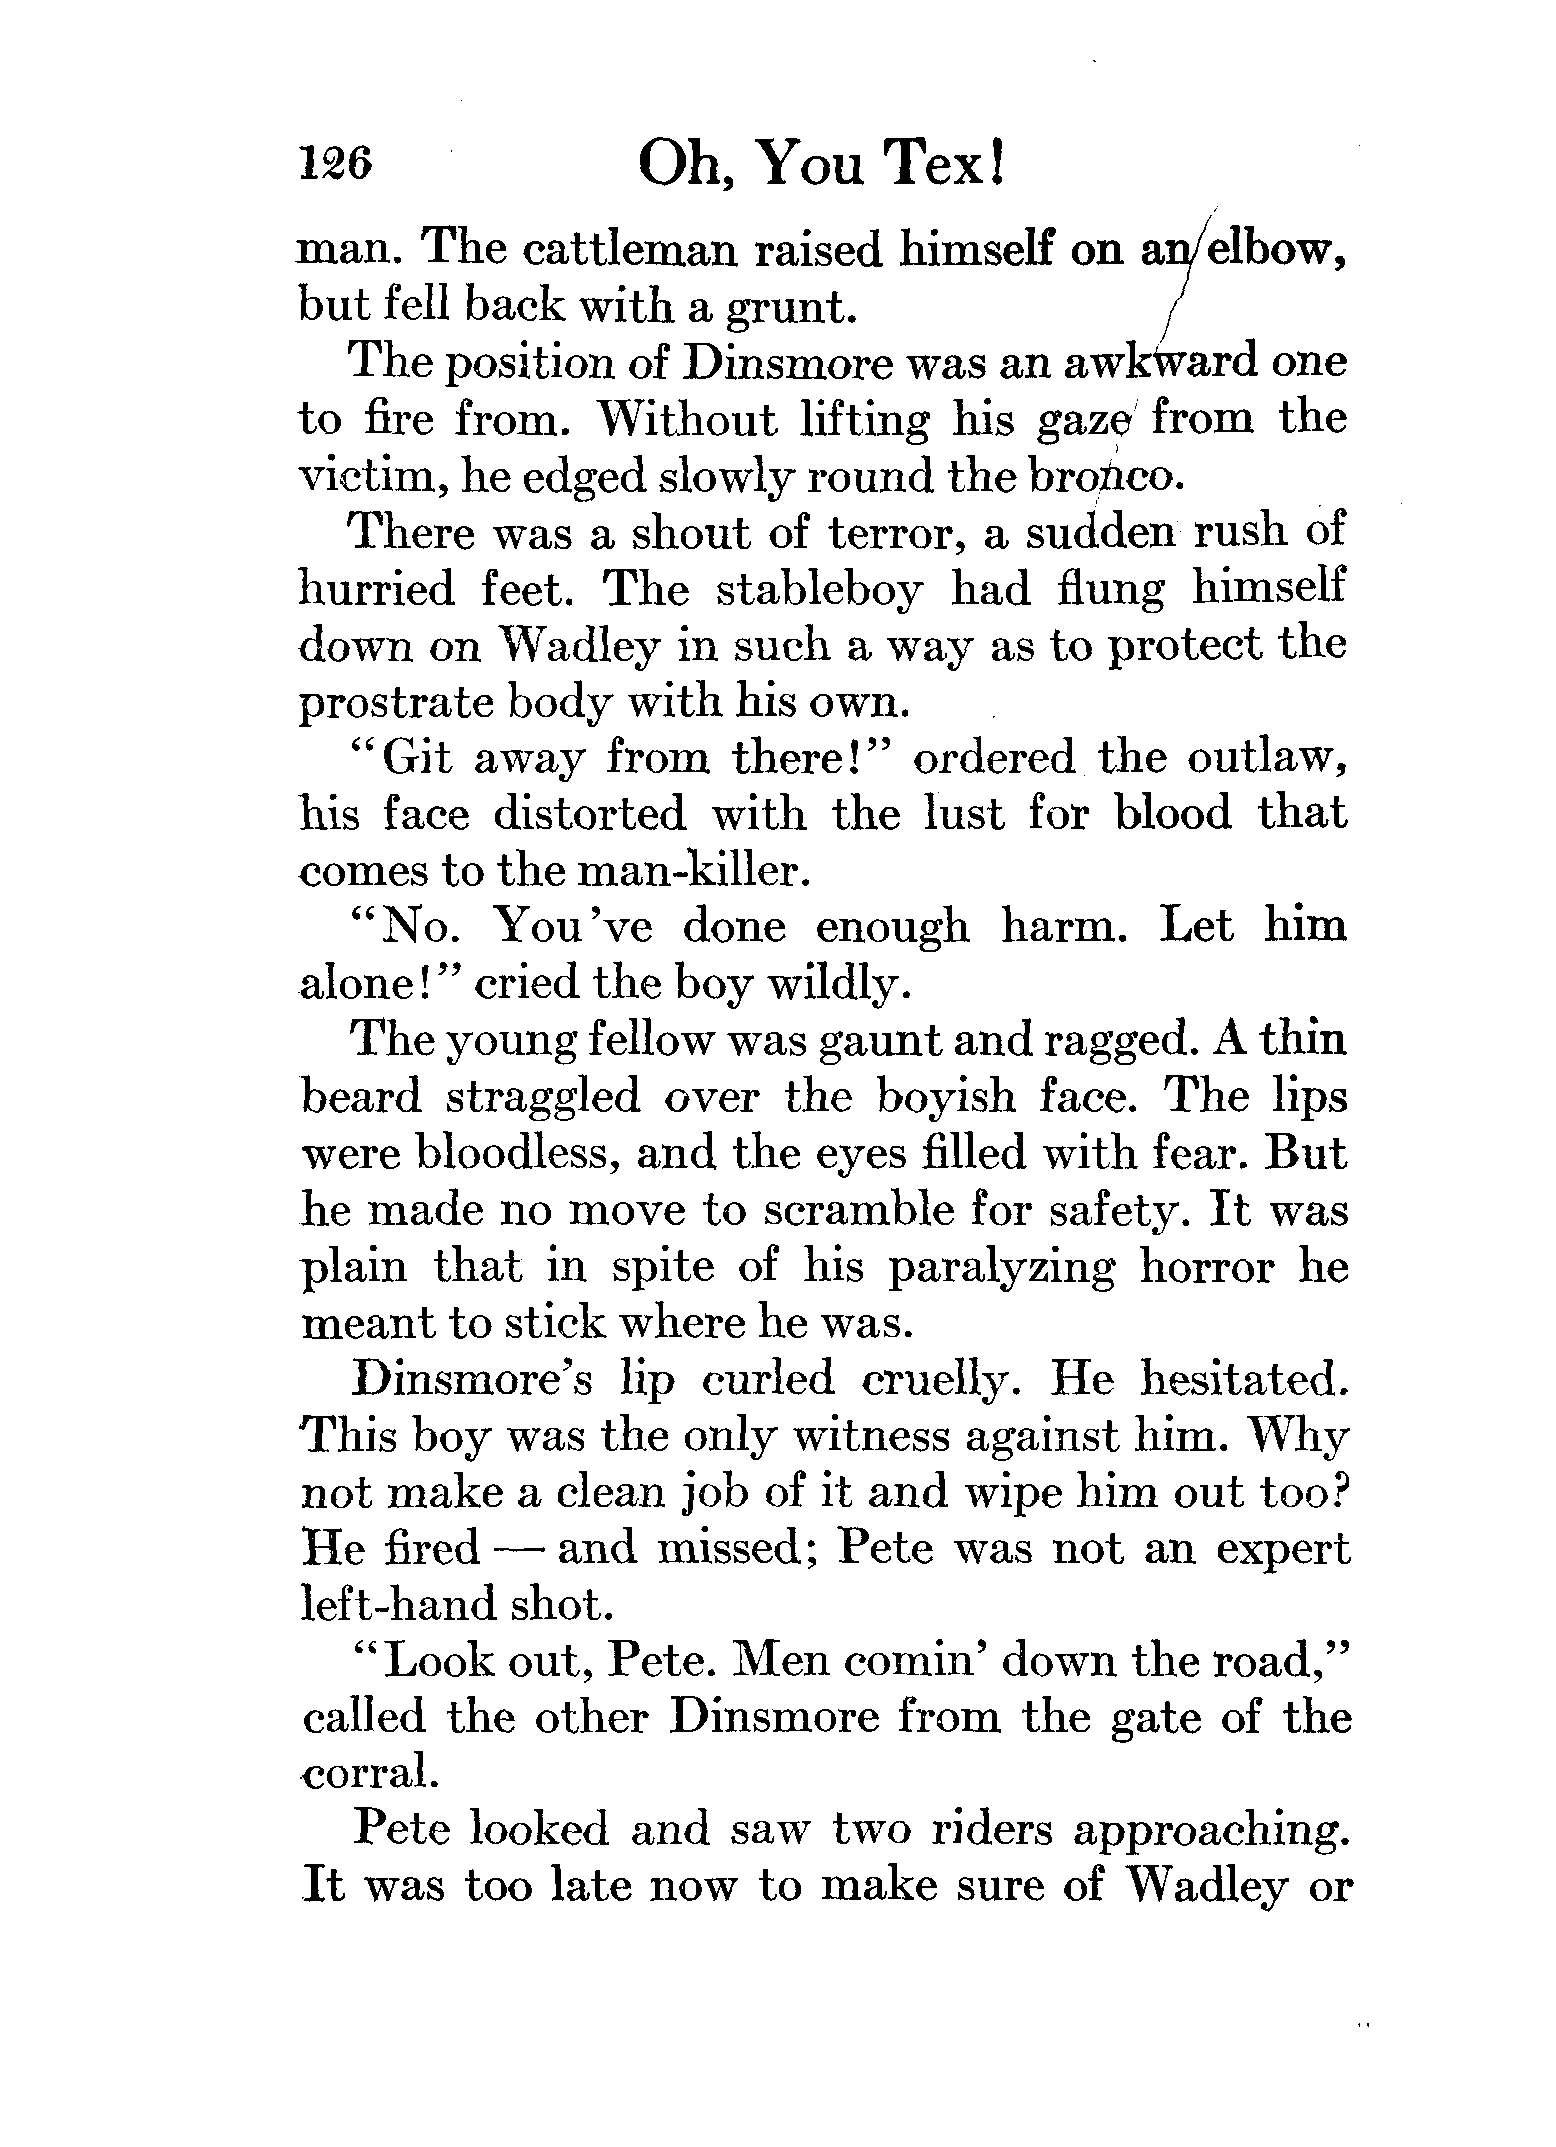 126 Oh, You Tex!
man. The cattleman raised himself on an elbow,
but fell back with a grunt.
The position of Dinsmore was an awkward one
to fire from. Without lifting his gaze from the
victim, he edged slowly round the bronco.
There was a shout of terror, a sudden rush of
hurried feet. The stableboy had flung himself
down on Wadley in such a way as to protect the
prostrate body with his own.
"Git away from there!" ordered the outlaw,
his face distorted with the lust for blood that
comes to the man-killer.
"No. You've done enough harm. Let him
alone!" cried the boy wildly.
The young fellow was gaunt and ragged. A thin
beard straggled over the boyish face. The lips
were bloodless, and the eyes filled with fear. But
he made no move to scramble for safety. It was
plain that in spite of his paralyzing horror he
meant to stick where he was.
Dinsmore's lip curled cruelly. He hesitated.
This boy was the only witness against him. Why
not make a clean job of it and wipe him out too?
He fired — and missed; Pete was not an expert
left-hand shot.
"Look out, Pete. Men comin' down the road,"
called the other Dinsmore from the gate of the
corral.
Pete looked and saw two riders approaching.
It was too late now to make sure of Wadley or